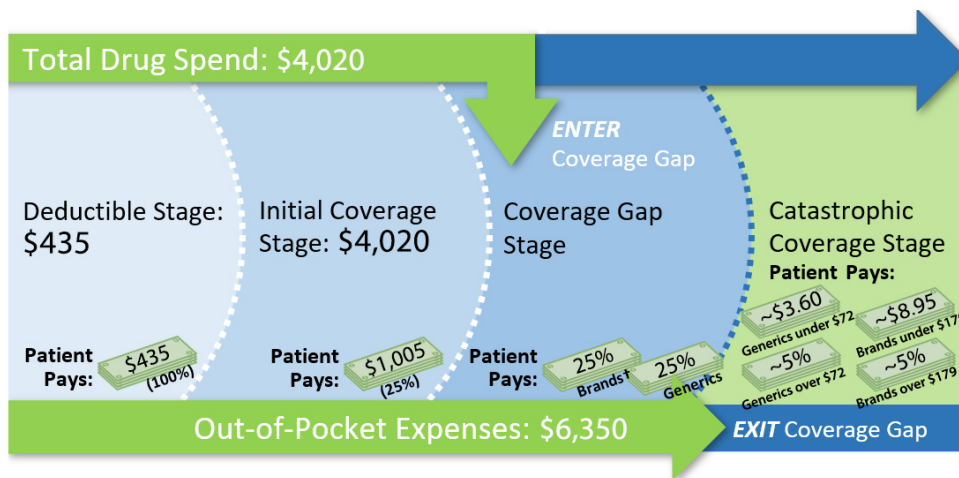 Total Drug Spend: $4,020
ENTER
Coverage Gap
Deductible Stage:
$435
Patient
Pays:
$435
(100%)
Initial Coverage
Stage: $4,020
Patient
Pays:
$1,005
(25%)
Coverage Gap
Stage
Patient
Pays:
25%
Brands†
25%
Generics
Catastrophic
Coverage Stage
Patient Pays:
~$3.60
Generics under $72
~$8.95
Brands under $179
~5%
Generics over $72
~5%
Brands over $179
Out-of-Pocket Expenses: $6,350
EXIT Coverage Gap